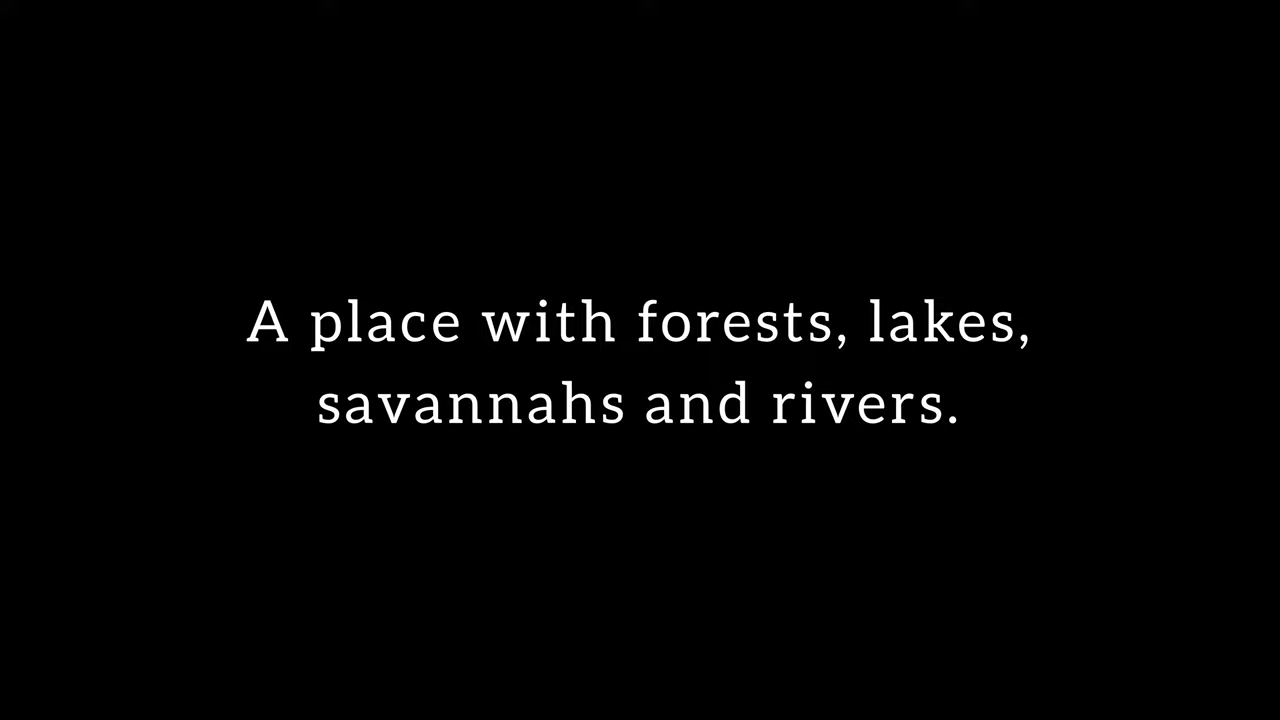 A place with forests, lakes,
savannahs and rivers.